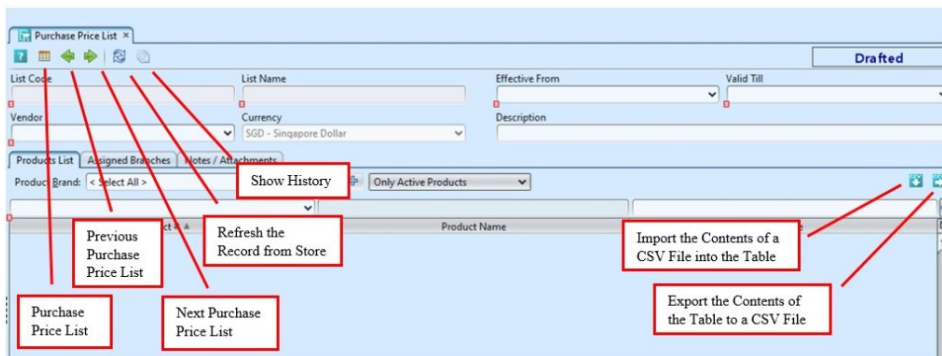 Purchase Price List ×
Drafted
List Code List Name Effective From Valid Till
Vendor Currency Description
SGD - Singapore Dollar
Products List Assigned Branches Notes / Attachments
Product Brand: < Select All > Only Active Products
Show History
Product Name
Previous
Purchase
Price List
Refresh the
Record from Store
Import the Contents of a
CSV File into the Table
Purchase
Price List
Next Purchase
Price List
Export the Contents of
the Table to a CSV File